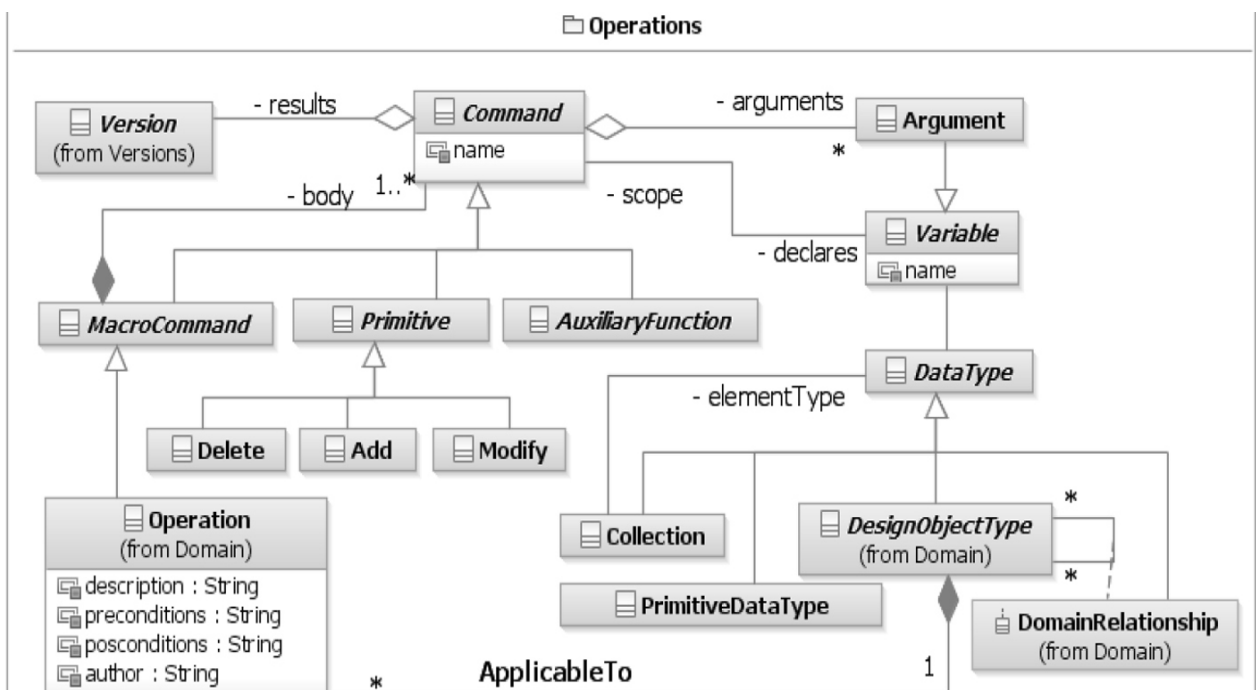 Operations
- results
Command
- arguments
Argument
Version
(from Versions)
name
*
1..*
- body
- scope
Variable
- declares
name
MacroCommand
Primitive
AuxiliaryFunction
DataType
- elementType
Delete
Add
Modify
Operation
(from Domain)
description : String
preconditions : String
posconditions : String
author : String
Collection
DesignObjectType
(from Domain)
*
*
PrimitiveDataType
DomainRelationship
(from Domain)
*
ApplicableTo
1